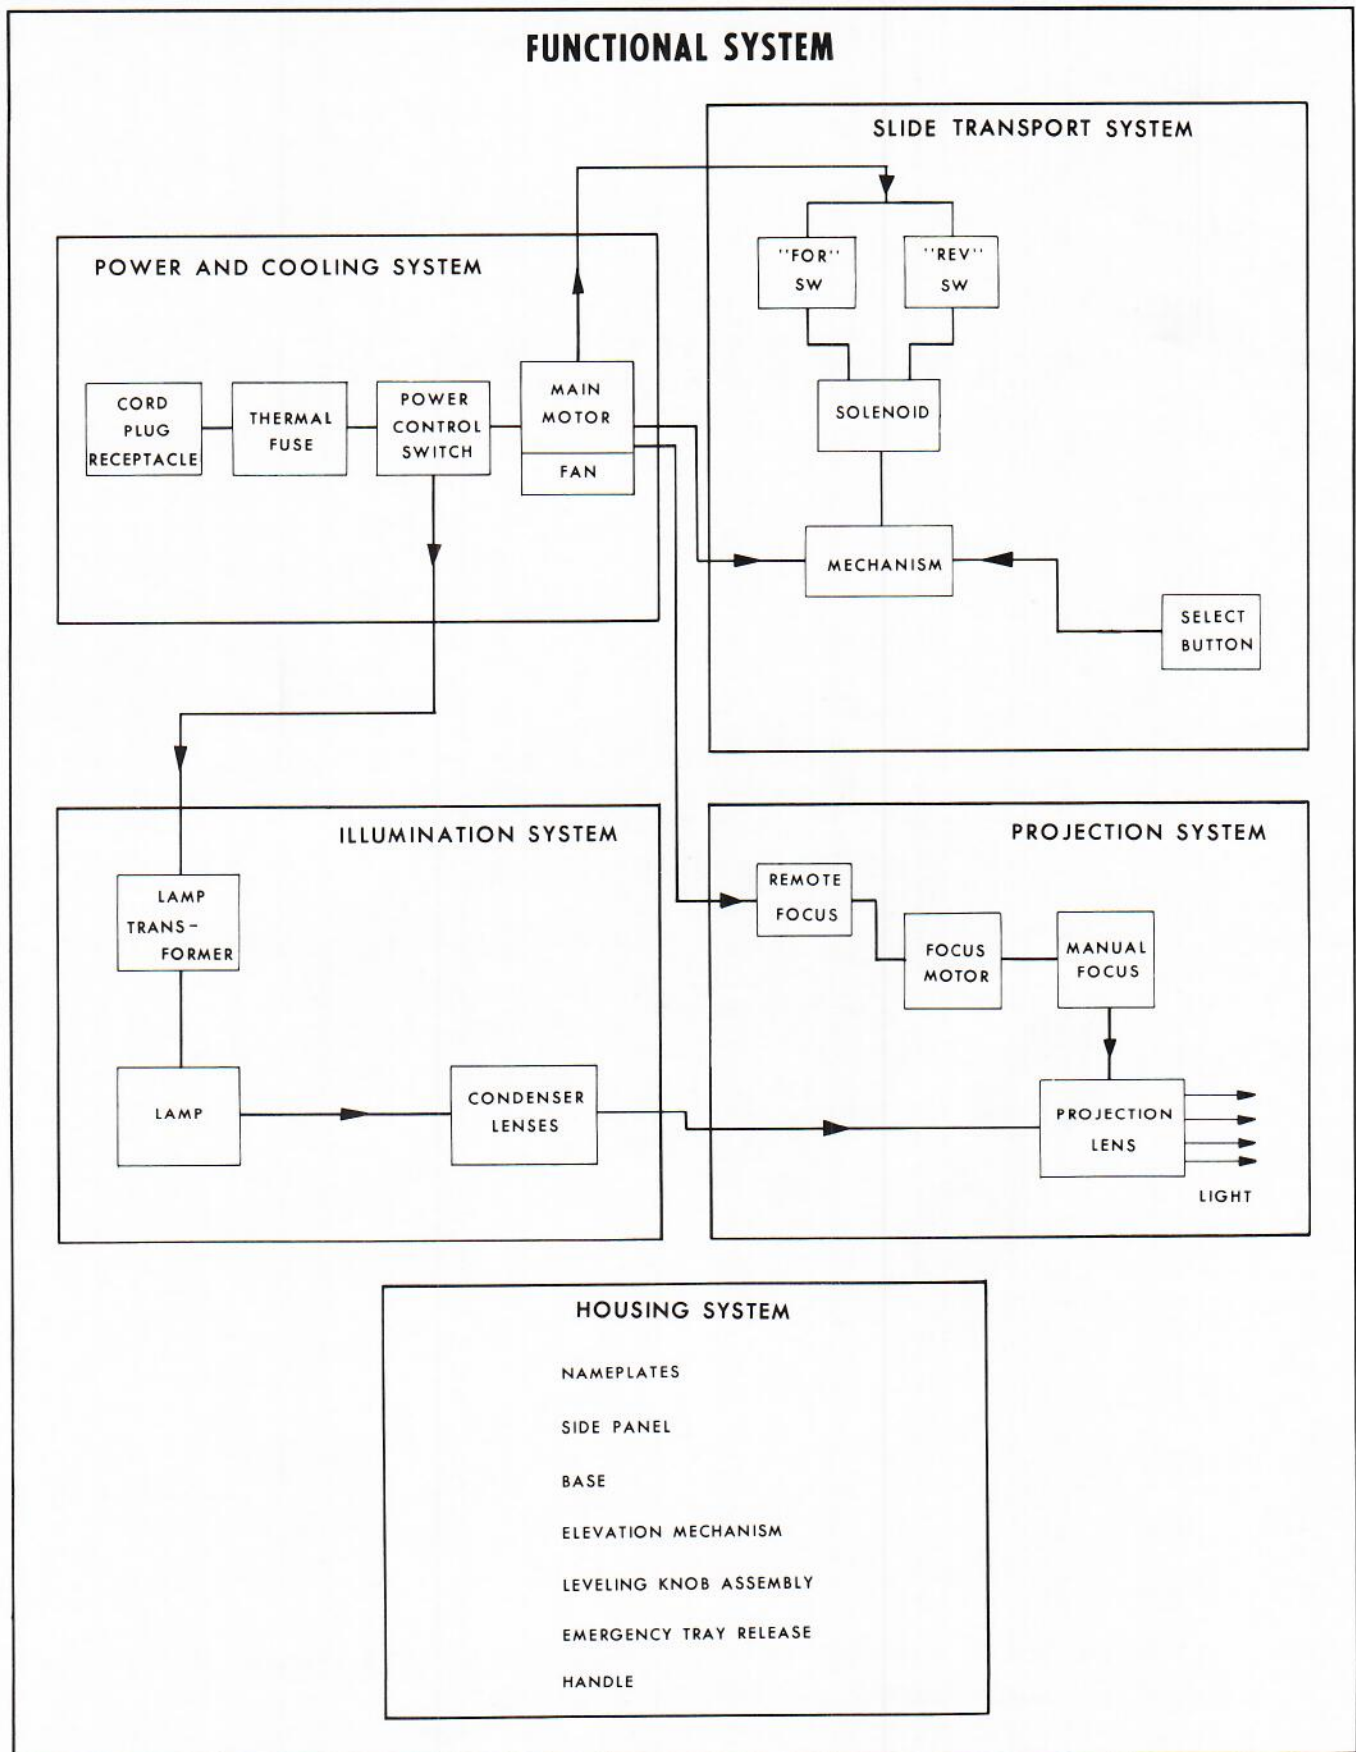 FUNCTIONAL SYSTEM
SLIDE TRANSPORT SYSTEM
"FOR"
SW
"REV"
SW
SOLENOID
MECHANISM
SELECT
BUTTON
POWER AND COOLING SYSTEM
CORD
PLUG
RECEPTACLE
THERMAL
FUSE
POWER
CONTROL
SWITCH
MAIN
MOTOR
FAN
ILLUMINATION SYSTEM
LAMP
TRANS-
FORMER
LAMP
CONDENSER
LENSES
PROJECTION SYSTEM
REMOTE
FOCUS
FOCUS
MOTOR
MANUAL
FOCUS
PROJECTION
LENS
LIGHT
HOUSING SYSTEM
NAMEPLATES
SIDE PANEL
BASE
ELEVATION MECHANISM
LEVELING KNOB ASSEMBLY
EMERGENCY TRAY RELEASE
HANDLE